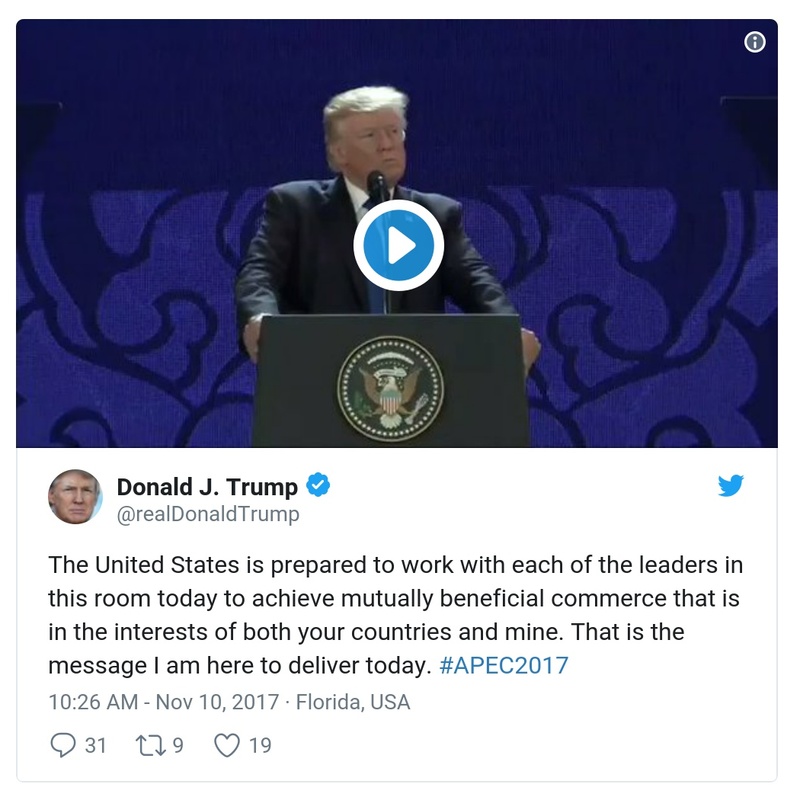 Donald J. Trump
@realDonaldTrump
The United States is prepared to work with each of the leaders in
this room today to achieve mutually beneficial commerce that is
in the interests of both your countries and mine. That is the
message I am here to deliver today. #APEC2017
10:26 AM - Nov 10, 2017 · Florida, USA
31 9 19